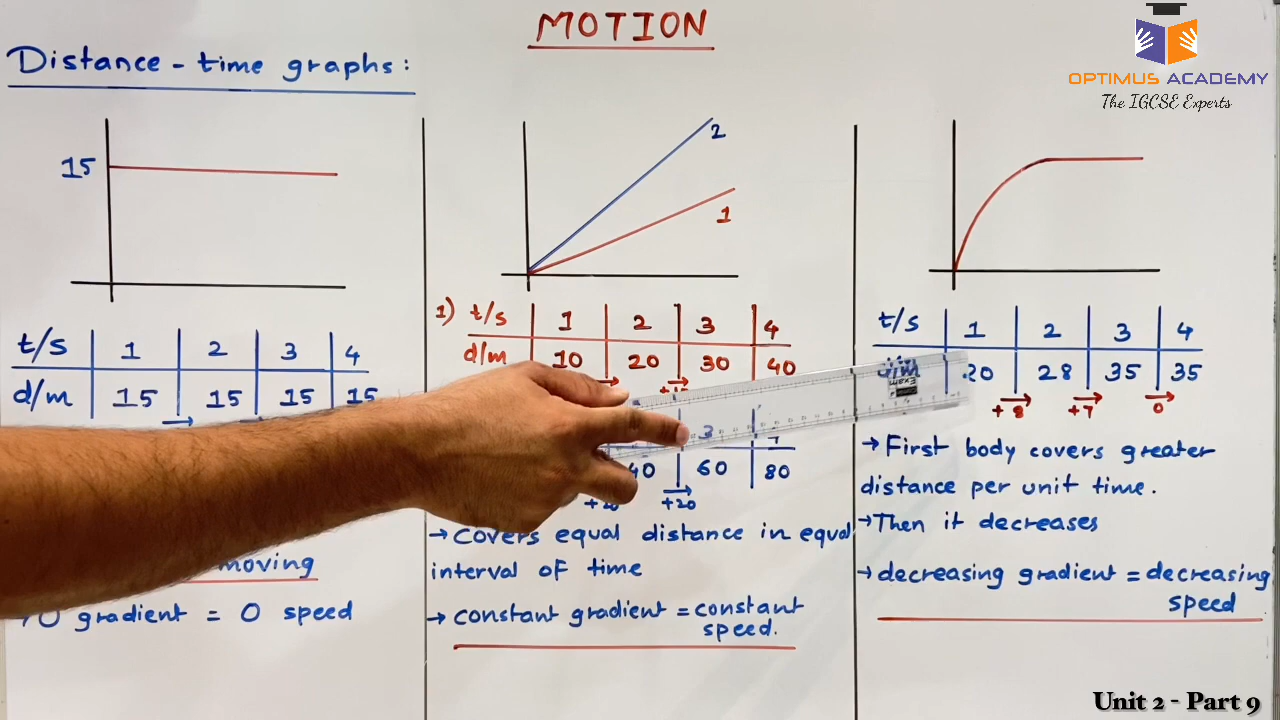 MOTION
OPTIMUS ACADEMY
The IGCSE Experts
Distance - time graphs:
15
t/s 1 2 3 4
d/m 15 15 15 15
moving
gradient = 0 speed
2
1
1) t/s 1 2 3 4
d/m 10 20 30 40
3
40 60 80
+20
→ covers equal distance in equal
interval of time
→ constant gradient = constant
speed.
t/s 1 2 3 4
20 28 35 35
+8 +7 0
→ First body covers greater
distance per unit time.
→ Then it decreases
→ decreasing gradient = decreasing
speed
Unit 2 - Part 9